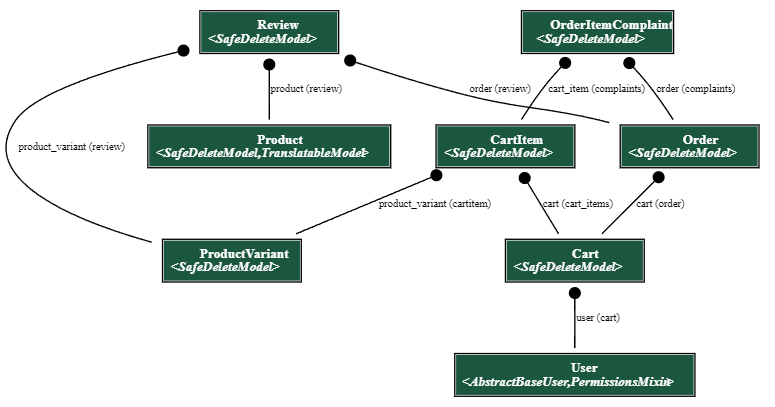 Review
<SafeDeleteModel>
OrderItemComplaint
<SafeDeleteModel>
product (review)
order (review)
cart_item (complaints)
order (complaints)
product_variant (review)
Product
<SafeDeleteModel,TranslatableModel>
CartItem
<SafeDeleteModel>
Order
<SafeDeleteModel>
product_variant (cartitem)
cart (cart_items)
cart (order)
ProductVariant
<SafeDeleteModel>
Cart
<SafeDeleteModel>
user (cart)
User
<AbstractBaseUser,PermissionsMixin>